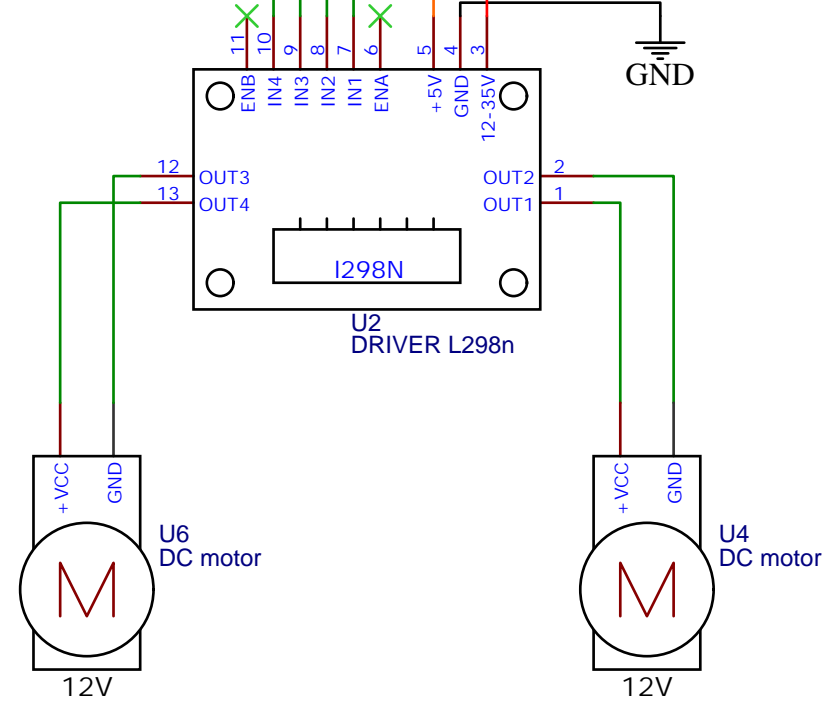 11
10
9
8
7
6
5
4
3
GND
ENB
IN4
IN3
IN2
IN1
ENA
+5V
GND
12-35V
12
OUT3
13
OUT4
2
OUT2
1
OUT1
l298N
U2
DRIVER L298n
+VCC
GND
U6
DC motor
M
12V
+VCC
GND
U4
DC motor
M
12V